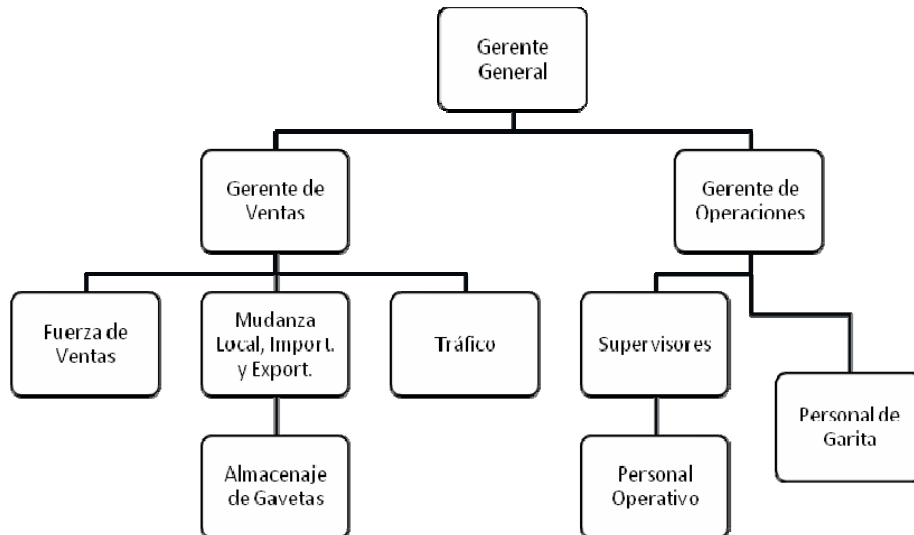 Gerente
General
Gerente de
Ventas
Gerente de
Operaciones
Fuerza de
Ventas
Mudanza
Local, Import.
y Export.
Tráfico
Supervisores
Personal de
Garita
Almacenaje
de Gavetas
Personal
Operativo